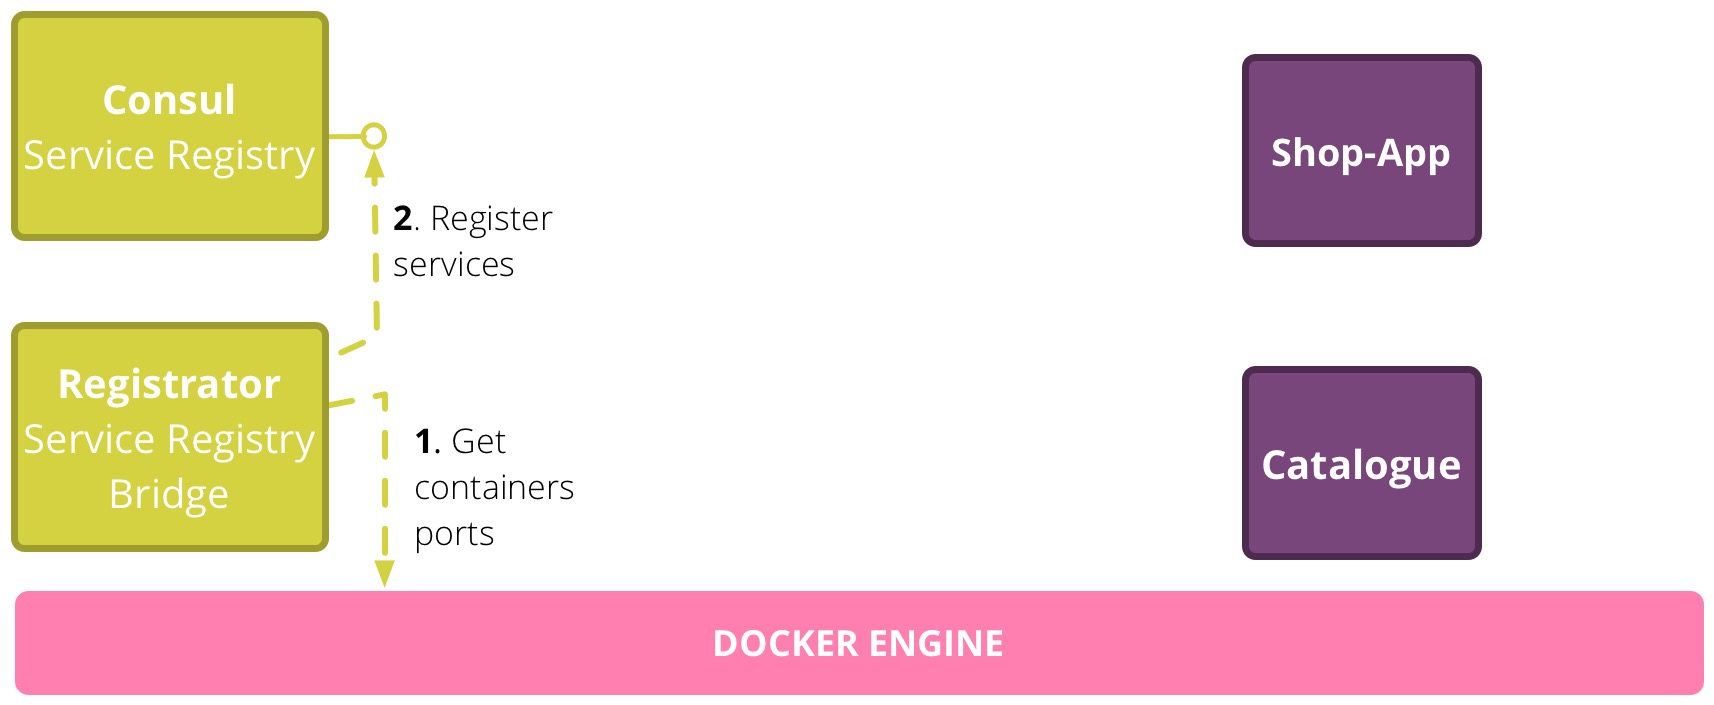 Consul
Service Registry
2. Register
services
Shop-App
Registrator
Service Registry
Bridge
1. Get
containers
ports
Catalogue
DOCKER ENGINE